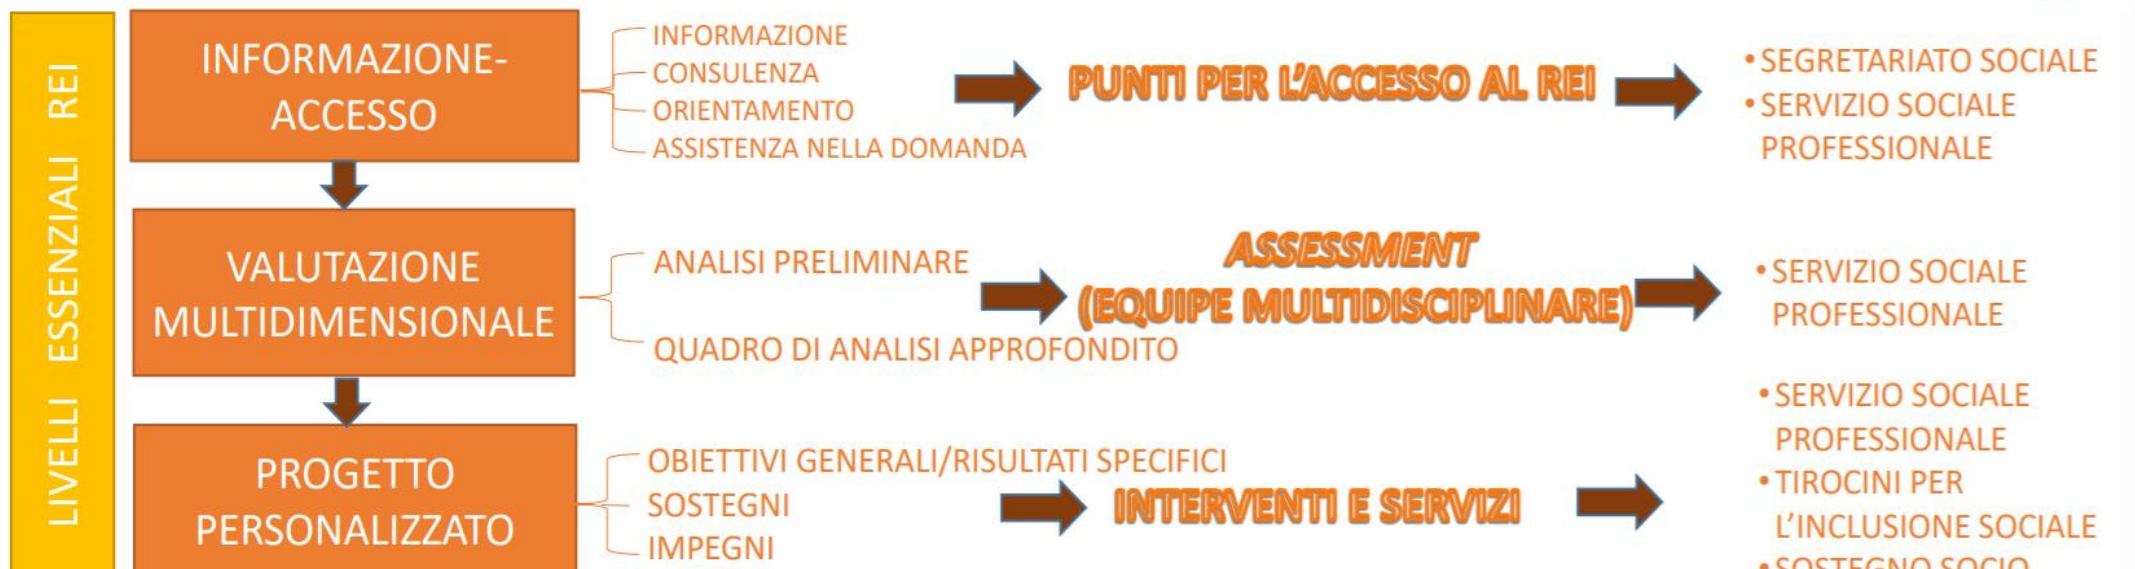 LIVELLI ESSENZIALI REI
INFORMAZIONE-
ACCESSO
INFORMAZIONE
CONSULENZA
ORIENTAMENTO
ASSISTENZA NELLA DOMANDA
PUNTI PER L'ACCESSO AL REI
•SEGRETARIATO SOCIALE
•SERVIZIO SOCIALE
PROFESSIONALE
VALUTAZIONE
MULTIDIMENSIONALE
ANALISI PRELIMINARE
QUADRO DI ANALISI APPROFONDITO
ASSESSMENT
(EQUIPE MULTIDISCIPLINARE)
•SERVIZIO SOCIALE
PROFESSIONALE
PROGETTO
PERSONALIZZATO
OBIETTIVI GENERALI/RISULTATI SPECIFICI
SOSTEGNI
IMPEGNI
INTERVENTI E SERVIZI
•SERVIZIO SOCIALE
PROFESSIONALE
•TIROCINI PER
L'INCLUSIONE SOCIALE
•SOSTEGNO SOCIO